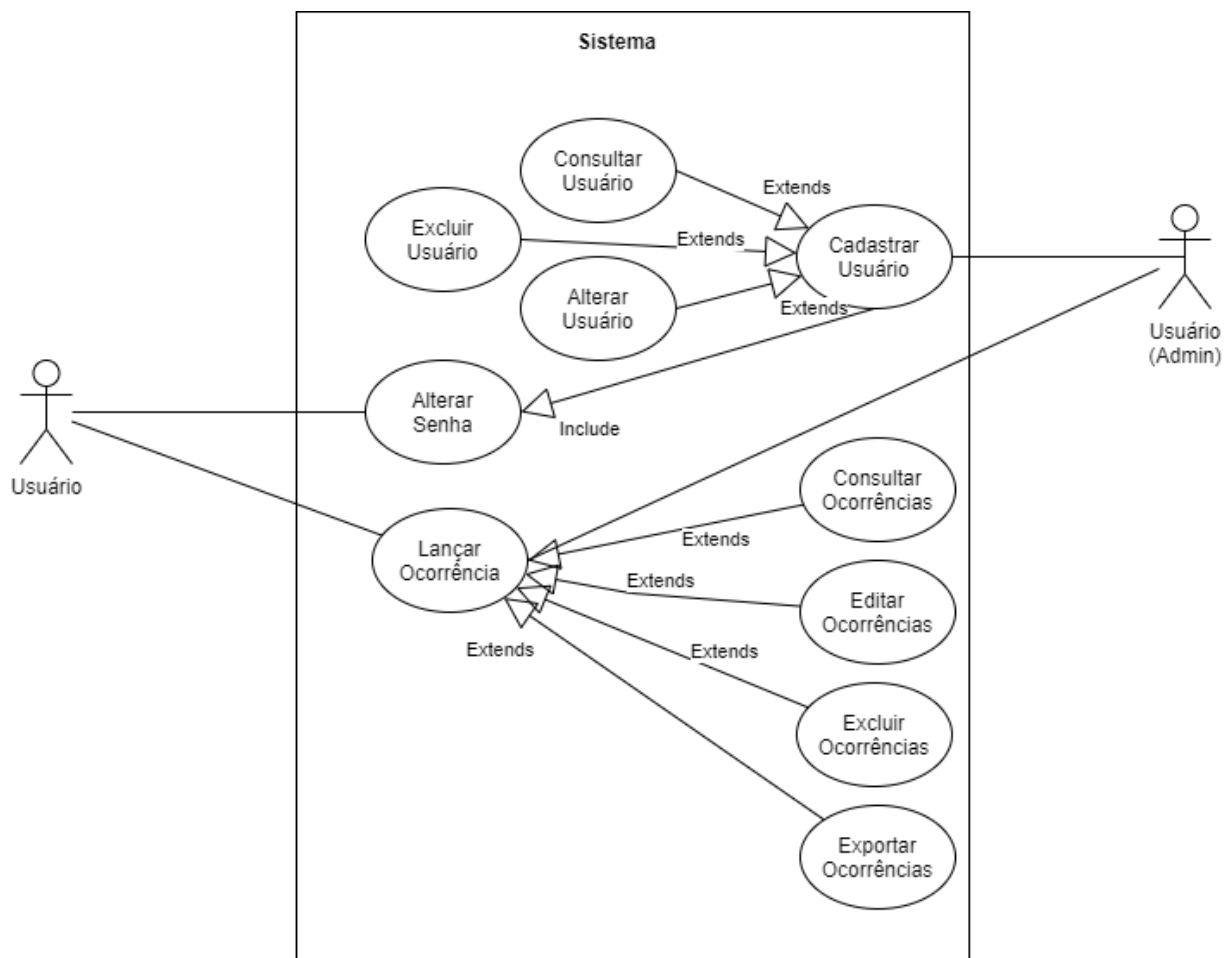 Sistema
Consultar
Usuário
Extends
Excluir
Usuário
Extends
Cadastrar
Usuário
Alterar
Usuário
Extends
Usuário
(Admin)
Alterar
Senha
Include
Usuário
Consultar
Ocorrências
Extends
Lançar
Ocorrência
Extends
Editar
Ocorrências
Extends
Extends
Excluir
Ocorrências
Exportar
Ocorrências